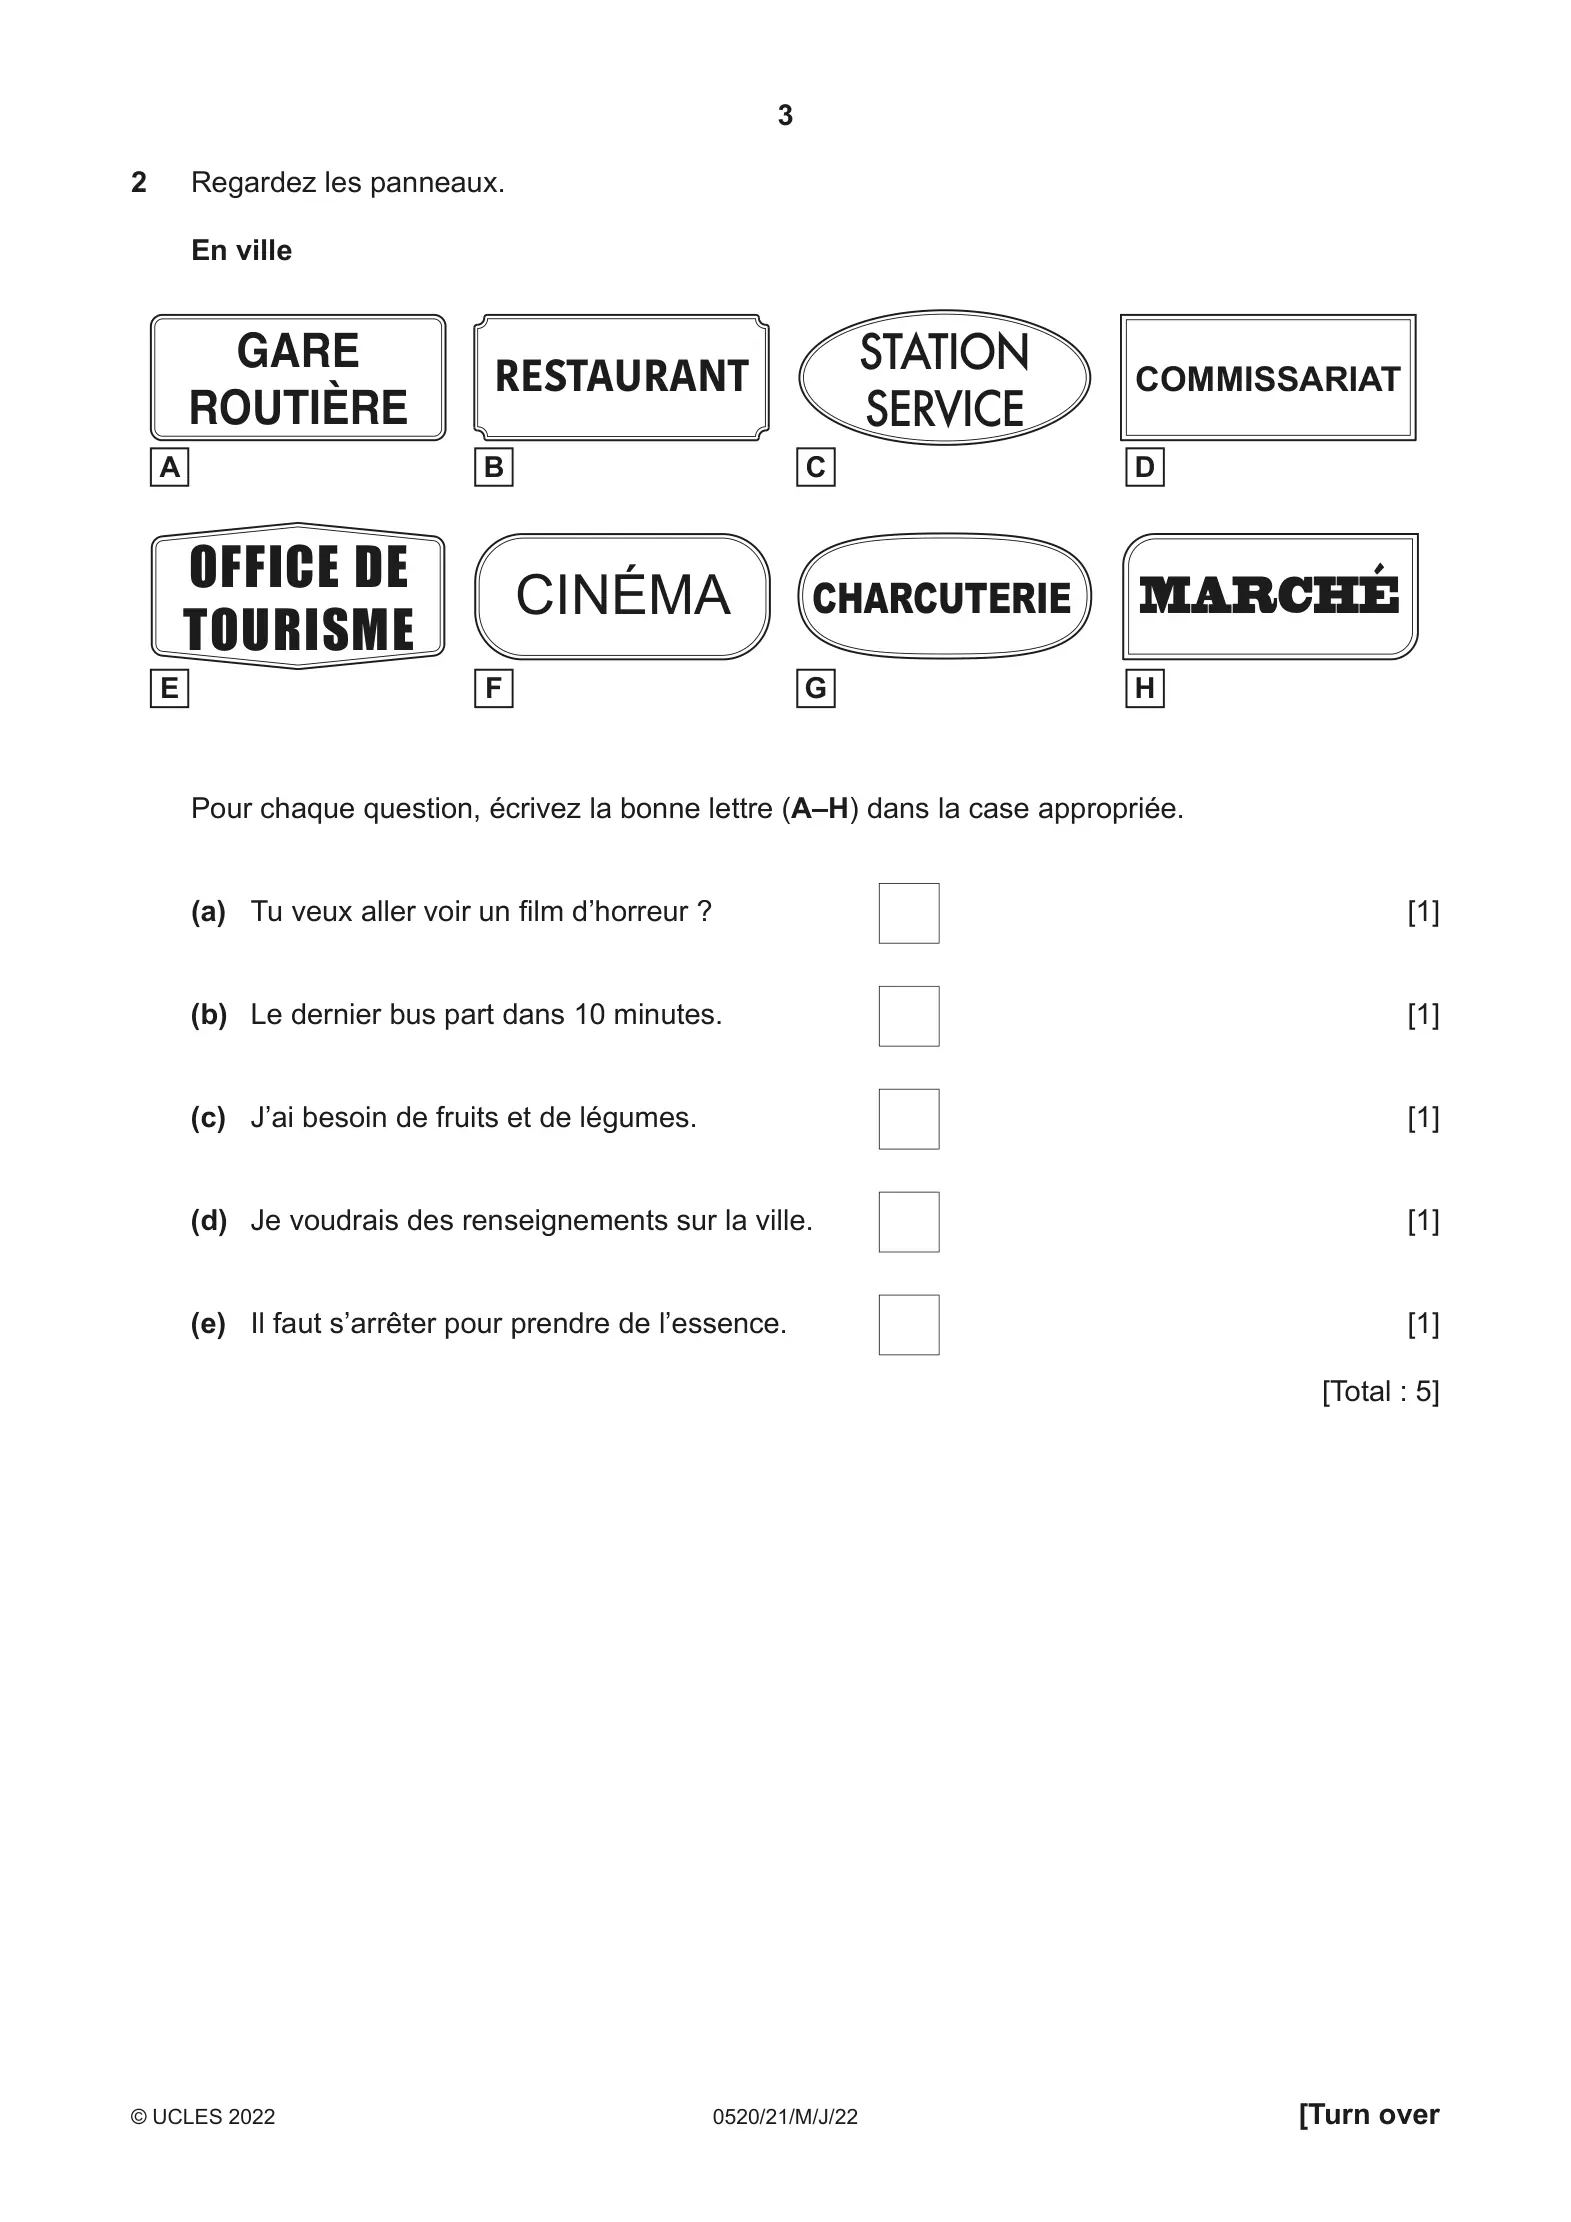 3
2 Regardez les panneaux.
En ville
GARE ROUTIÈRE
RESTAURANT
STATION SERVICE
COMMISSARIAT
A B C D
OFFICE DE TOURISME
CINÉMA
CHARCUTERIE
MARCHÉ
E F G H
Pour chaque question, écrivez la bonne lettre (A–H) dans la case appropriée.
(a) Tu veux aller voir un film d’horreur ? [1]
(b) Le dernier bus part dans 10 minutes. [1]
(c) J’ai besoin de fruits et de légumes. [1]
(d) Je voudrais des renseignements sur la ville. [1]
(e) Il faut s’arrêter pour prendre de l’essence. [1]
[Total : 5]
© UCLES 2022 0520/21/M/J/22 [Turn over